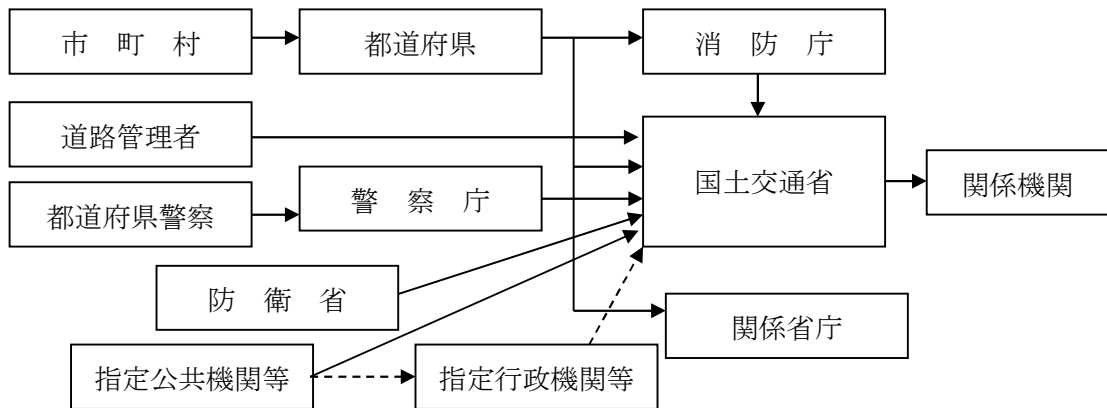 市　町　村
都道府県
消　防　庁
道路管理者
国土交通省
関係機関
都道府県警察
警　察　庁
防　衛　省
関係省庁
指定公共機関等
指定行政機関等